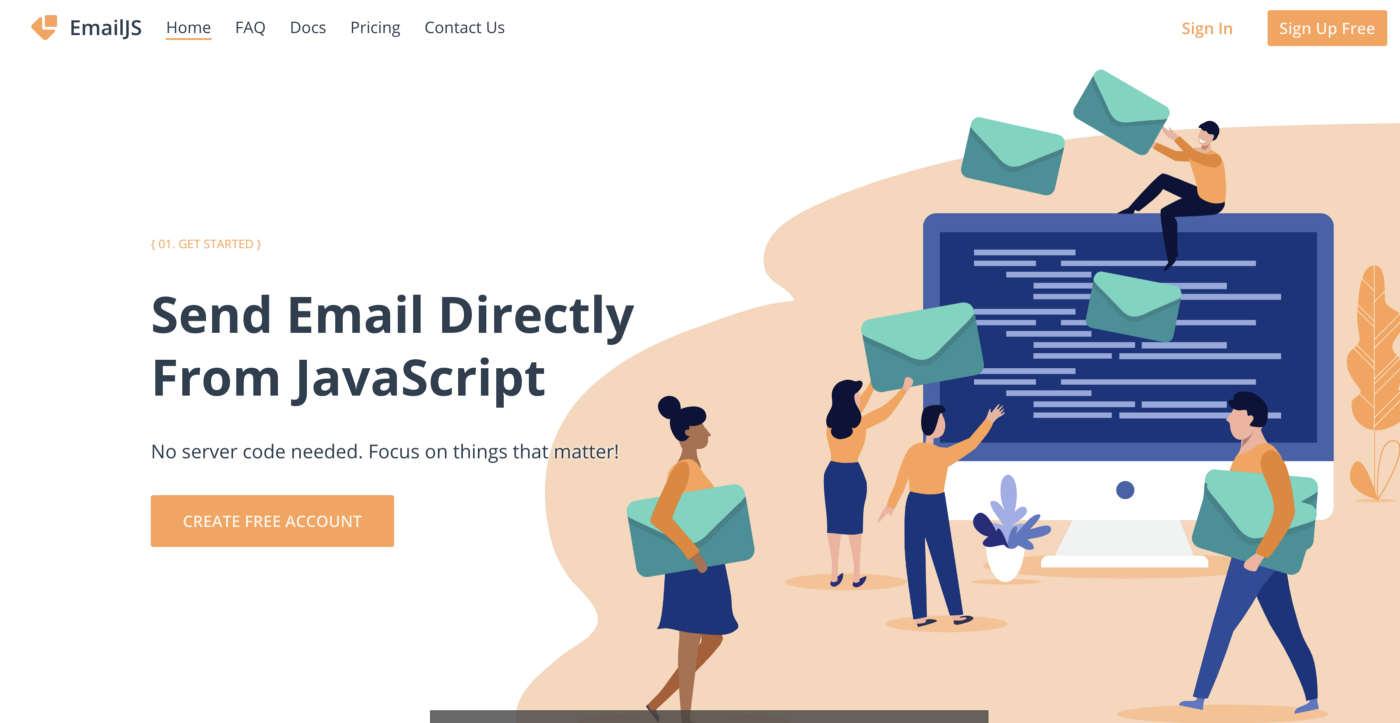 EmailJS
Home FAQ Docs Pricing Contact Us
Sign In
Sign Up Free
{ 01. GET STARTED }
Send Email Directly
From JavaScript
No server code needed. Focus on things that matter!
CREATE FREE ACCOUNT